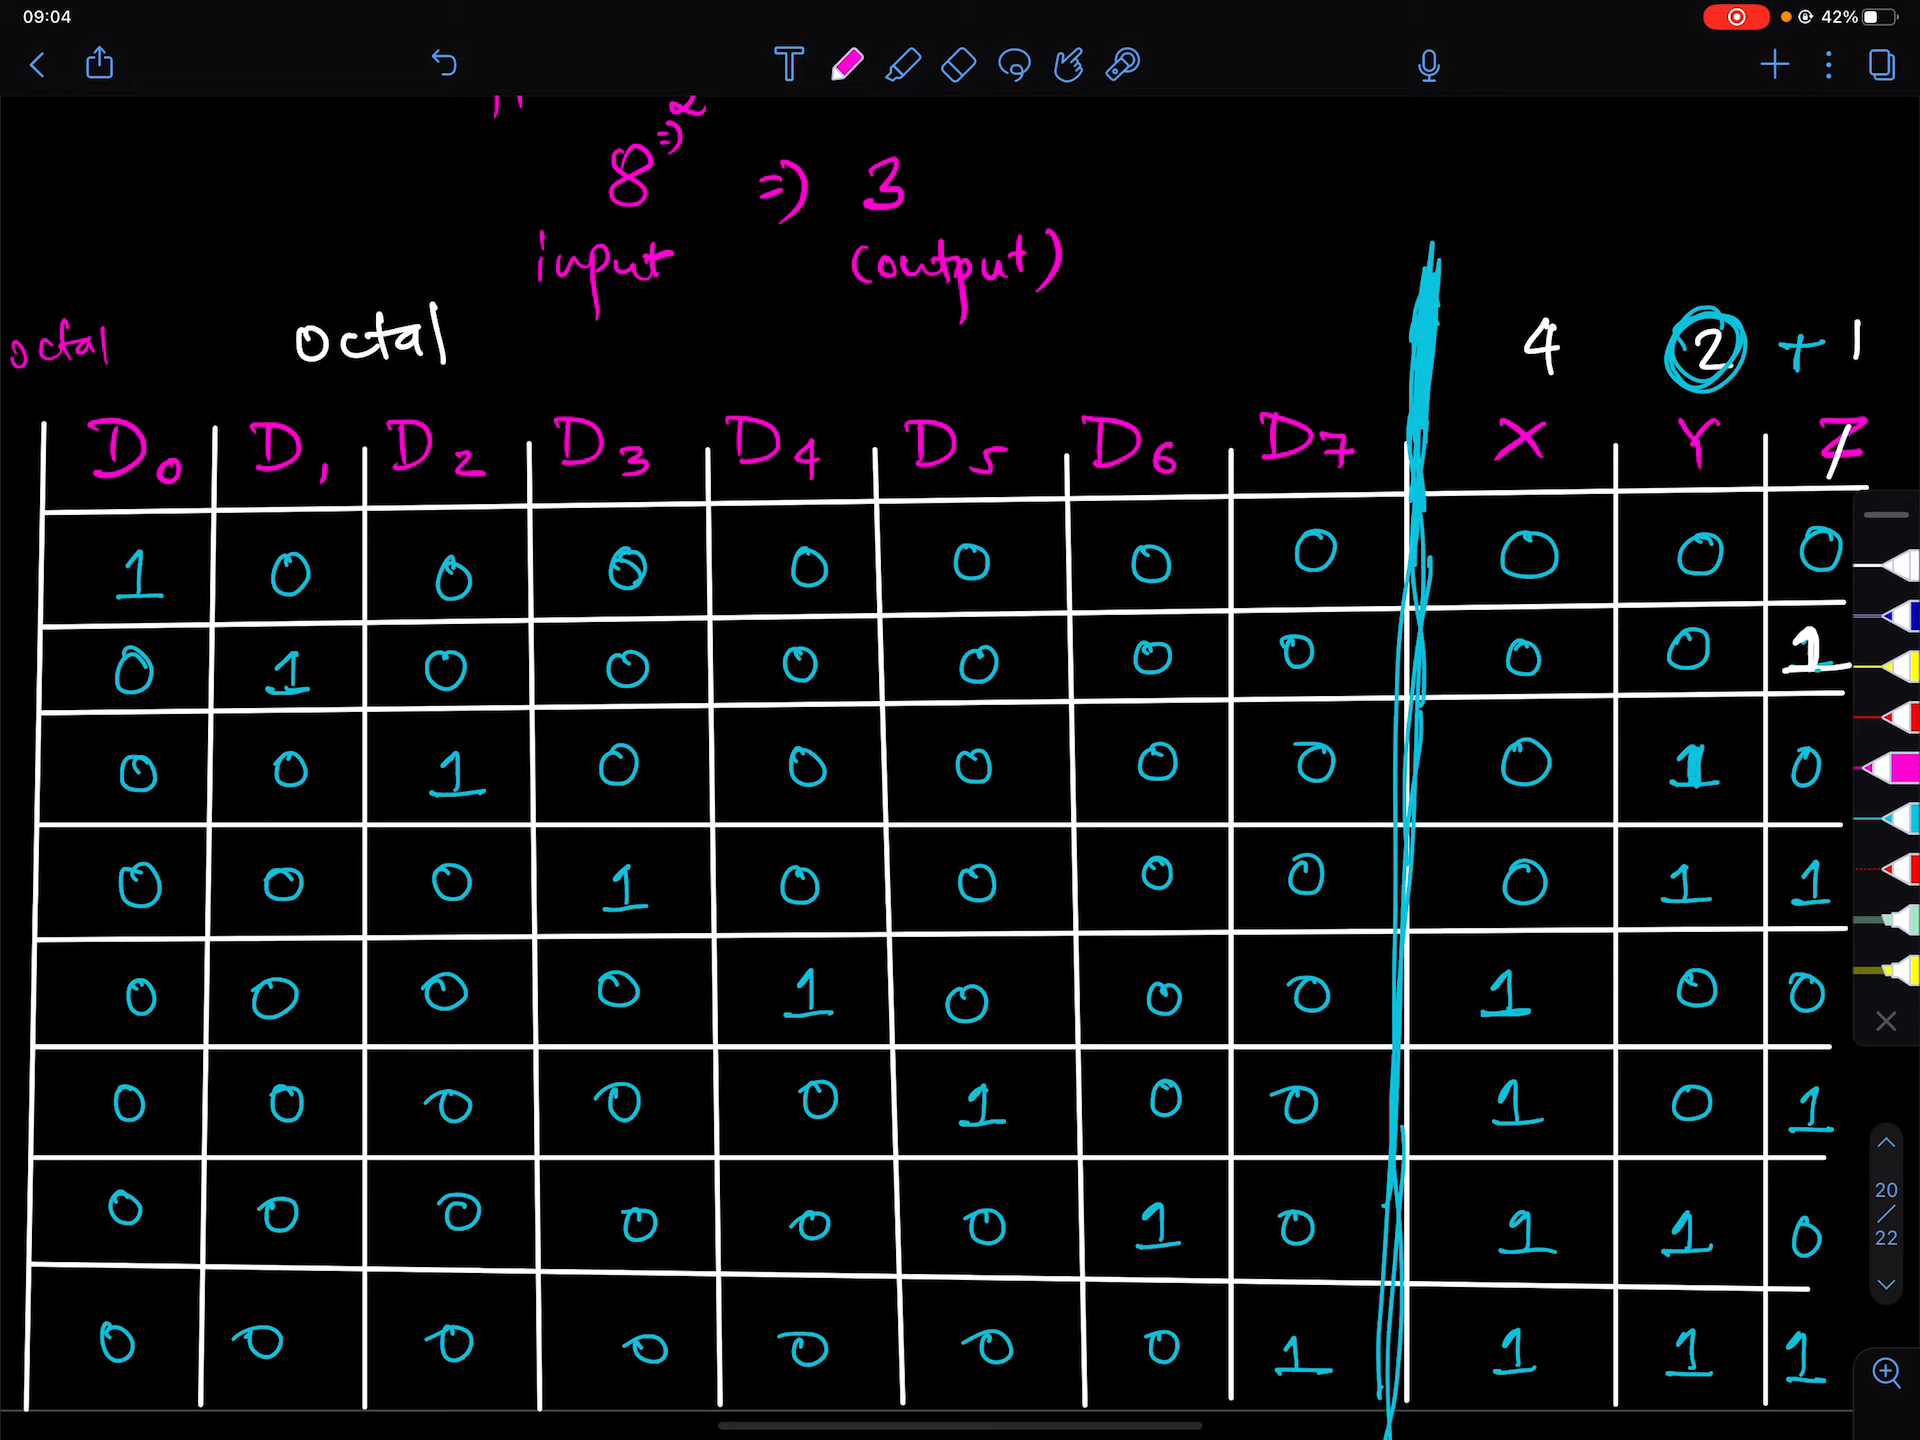 09:04
42%
T
8 => 2
=> 3
input (output)
octal octal 4 2 + 1
D0 D1 D2 D3 D4 D5 D6 D7 X Y Z
1 0 0 0 0 0 0 0 0 0 0
0 1 0 0 0 0 0 0 0 0 1
0 0 1 0 0 0 0 0 0 1 0
0 0 0 1 0 0 0 0 0 1 1
0 0 0 0 1 0 0 0 1 0 0
0 0 0 0 0 1 0 0 1 0 1
0 0 0 0 0 0 1 0 1 1 0
0 0 0 0 0 0 0 1 1 1 1
20
/
22